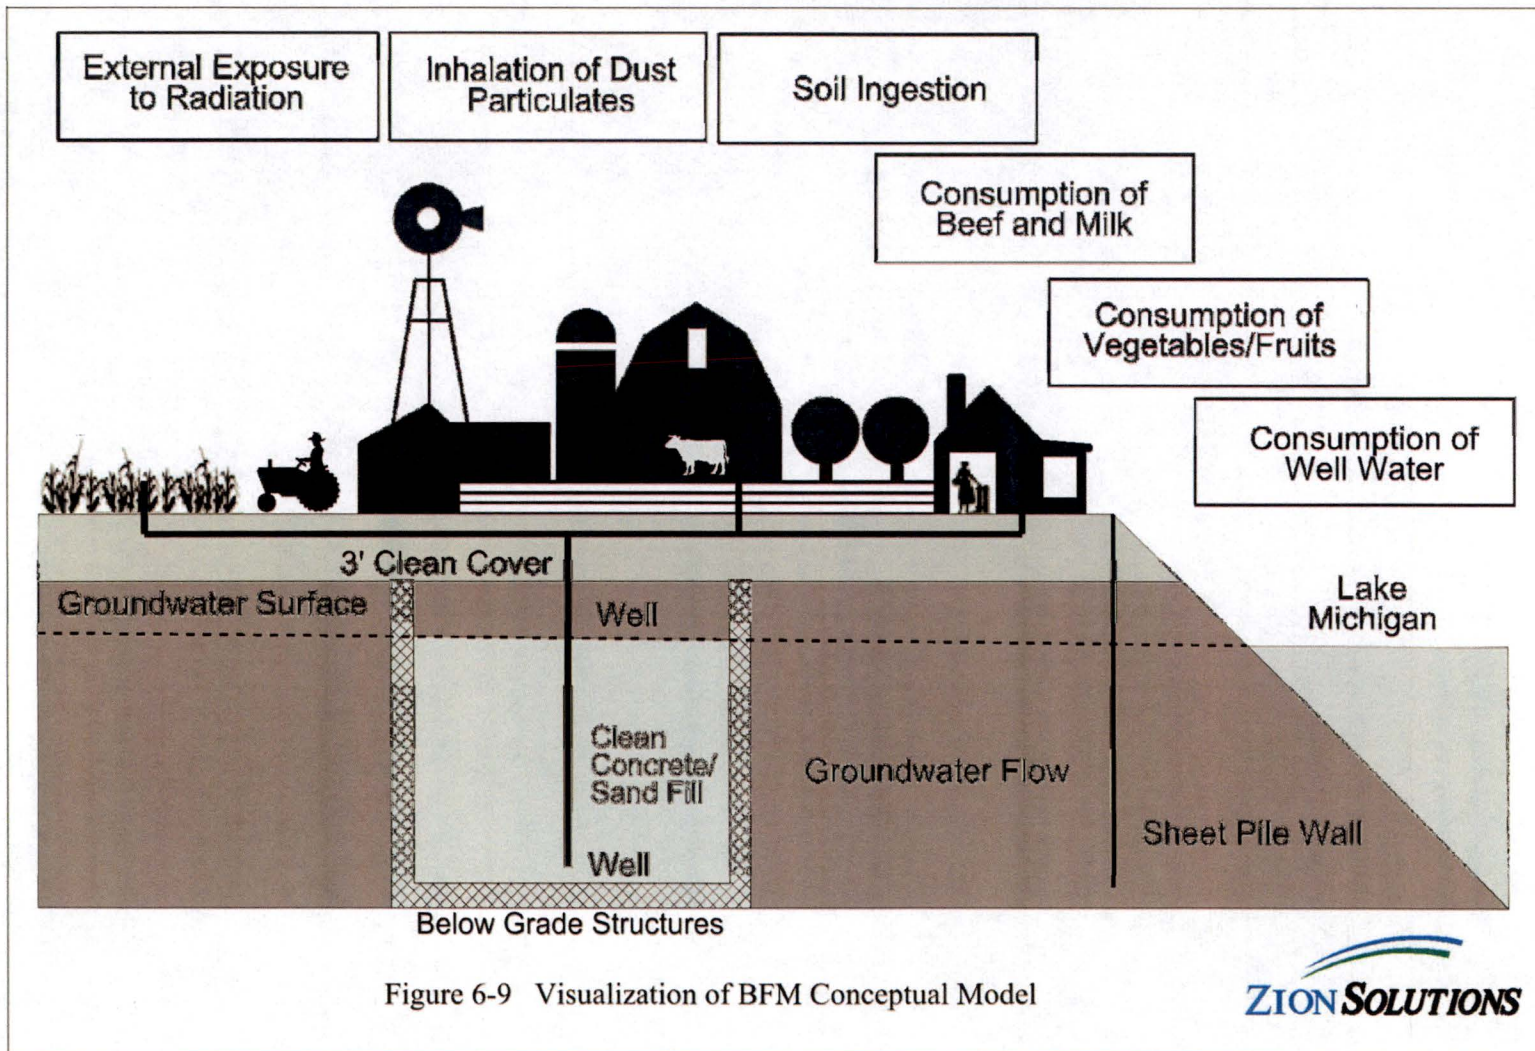 External Exposure
to Radiation
Inhalation of Dust
Particulates
Soil Ingestion
Consumption of
Beef and Milk
Consumption of
Vegetables/Fruits
Consumption of
Well Water
3' Clean Cover
Groundwater Surface
Well
Lake
Michigan
Clean
Concrete/
Sand Fill
Groundwater Flow
Sheet Pile Wall
Well
Below Grade Structures
Figure 6-9 Visualization of BFM Conceptual Model
ZIONSOLUTIONS